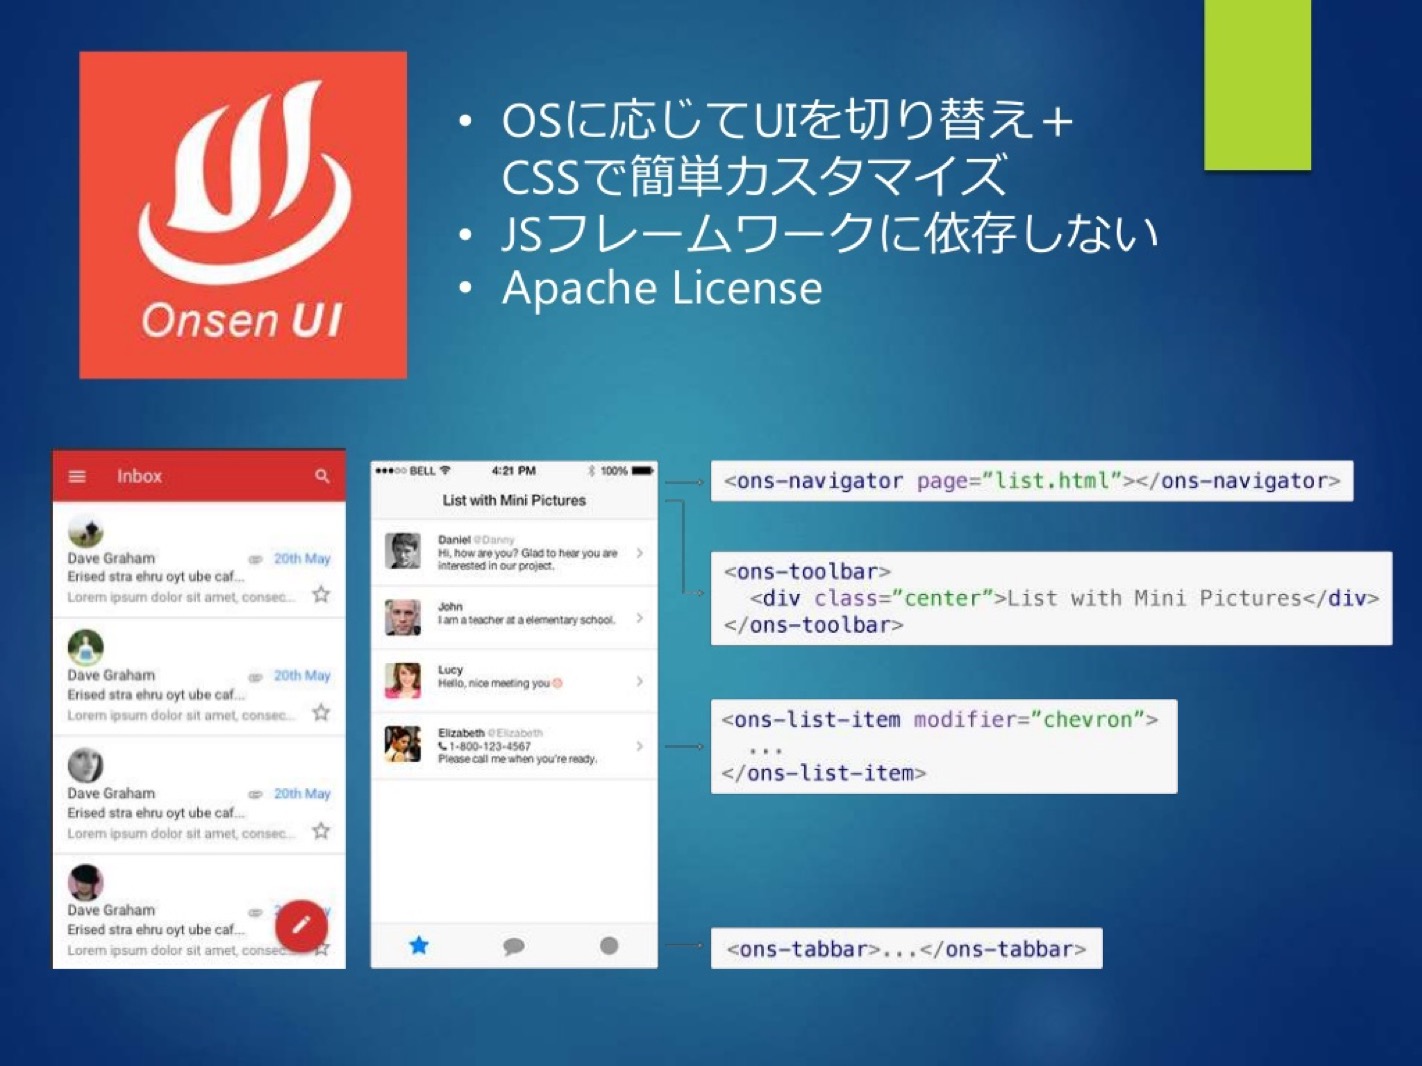 Onsen UI
• OSに応じてUIを切り替え＋
CSSで簡単カスタマイズ
• JSフレームワークに依存しない
• Apache License
Inbox
Dave Graham 20th May
Erised stra ehru oyt ube caf...
Lorem ipsum dolor sit amet, consec...
Dave Graham 20th May
Erised stra ehru oyt ube caf...
Lorem ipsum dolor sit amet, consec...
Dave Graham 20th May
Erised stra ehru oyt ube caf...
Lorem ipsum dolor sit amet, consec...
Dave Graham
Erised stra ehru oyt ube caf...
Lorem ipsum dolor sit amet, consec...
BELL 4:21 PM 100%
List with Mini Pictures
Daniel @Danny
Hi, how are you? Glad to hear you are
interested in our project.
John
I am a teacher at a elementary school.
Lucy
Hello, nice meeting you
Elizabeth @Elizabeth
1-800-123-4567
Please call me when you're ready.
<ons-navigator page="list.html"></ons-navigator>
<ons-toolbar>
<div class="center">List with Mini Pictures</div>
</ons-toolbar>
<ons-list-item modifier="chevron">
...
</ons-list-item>
<ons-tabbar>...</ons-tabbar>